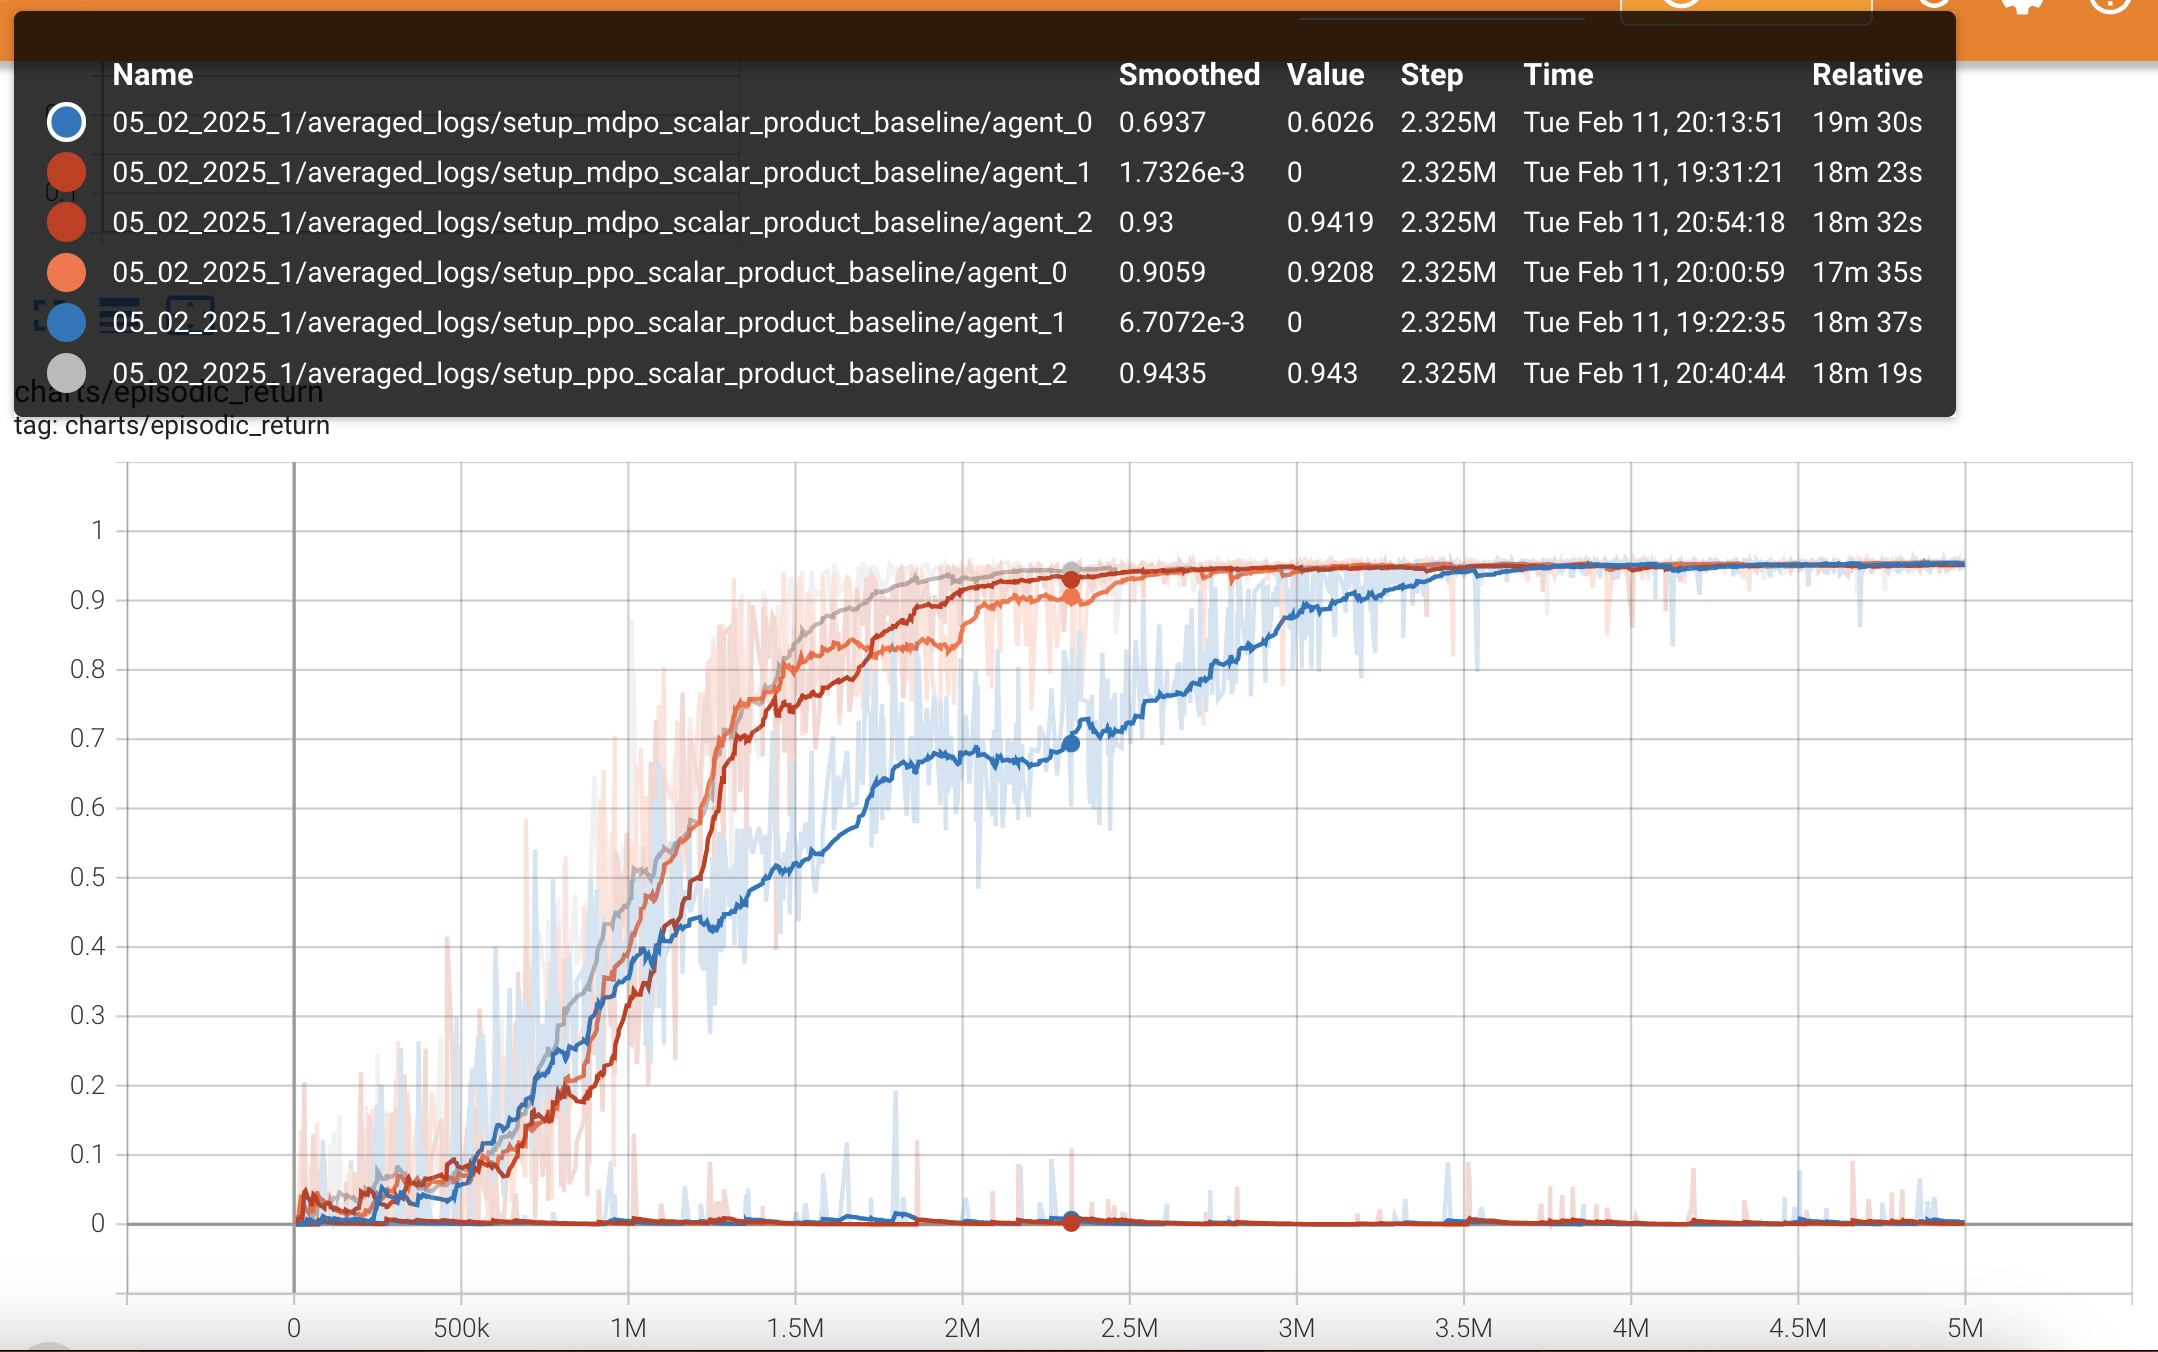 Name Smoothed Value Step Time Relative
05_02_2025_1/averaged_logs/setup_mdpo_scalar_product_baseline/agent_0 0.6937 0.6026 2.325M Tue Feb 11, 20:13:51 19m 30s
05_02_2025_1/averaged_logs/setup_mdpo_scalar_product_baseline/agent_1 1.7326e-3 0 2.325M Tue Feb 11, 19:31:21 18m 23s
05_02_2025_1/averaged_logs/setup_mdpo_scalar_product_baseline/agent_2 0.93 0.9419 2.325M Tue Feb 11, 20:54:18 18m 32s
05_02_2025_1/averaged_logs/setup_ppo_scalar_product_baseline/agent_0 0.9059 0.9208 2.325M Tue Feb 11, 20:00:59 17m 35s
05_02_2025_1/averaged_logs/setup_ppo_scalar_product_baseline/agent_1 6.7072e-3 0 2.325M Tue Feb 11, 19:22:35 18m 37s
05_02_2025_1/averaged_logs/setup_ppo_scalar_product_baseline/agent_2 0.9435 0.943 2.325M Tue Feb 11, 20:40:44 18m 19s
charts/episodic_return
tag: charts/episodic_return
1
0.9
0.8
0.7
0.6
0.5
0.4
0.3
0.2
0.1
0
0 500k 1M 1.5M 2M 2.5M 3M 3.5M 4M 4.5M 5M